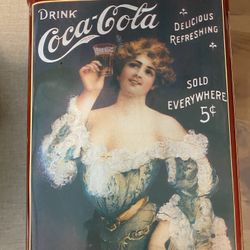 DRINK
Coca-Cola
DELICIOUS
REFRESHING
SOLD
EVERYWHERE
5¢